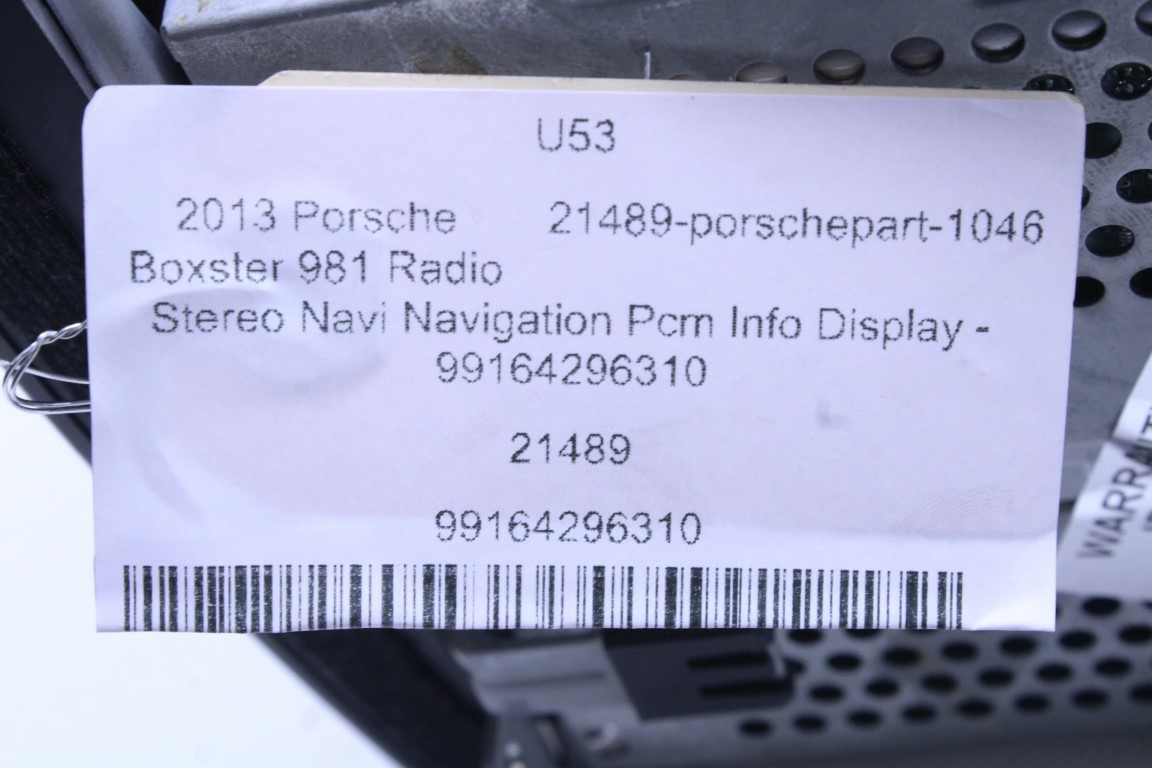 U53
2013 Porsche 21489-porschepart-1046
Boxster 981 Radio
Stereo Navi Navigation Pcm Info Display -
99164296310
21489
99164296310